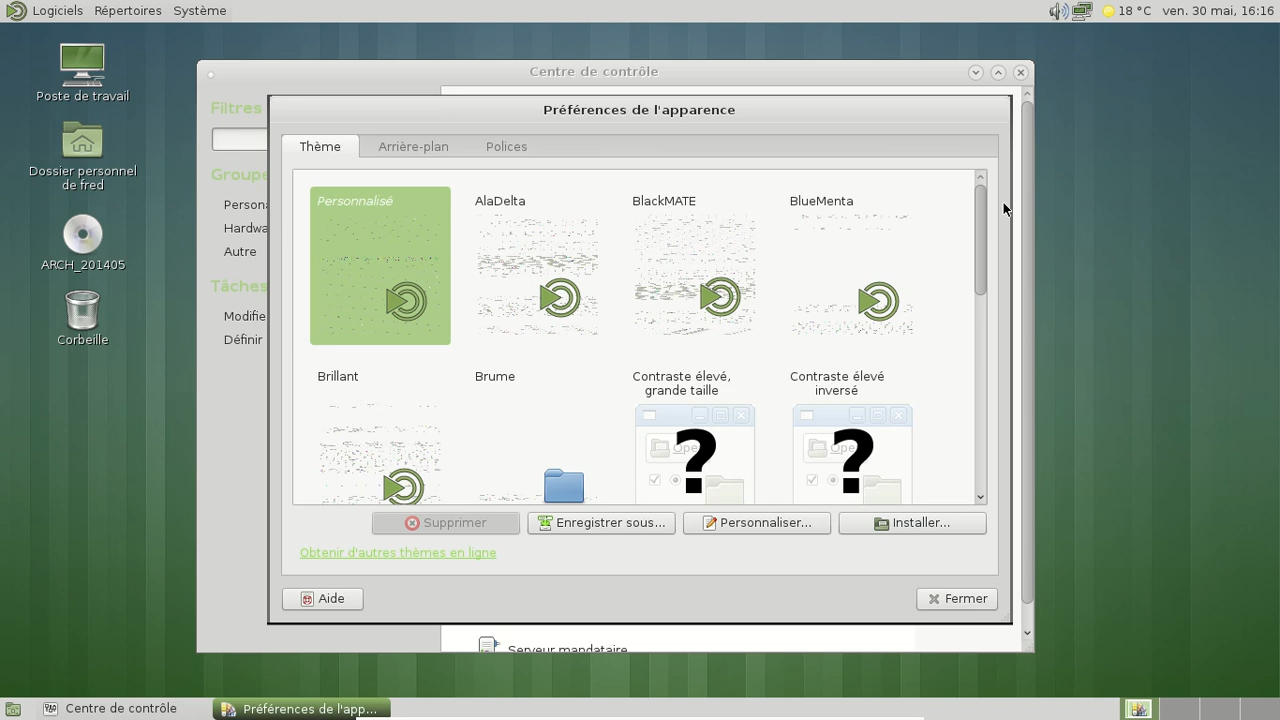 Logiciels Répertoires Système
18 °C ven. 30 mai, 16:16
Poste de travail
Dossier personnel
de fred
ARCH_201405
Corbeille
Centre de contrôle
Filtres
Groupe
Persona
Hardwa
Autre
Tâches
Modifie
Définir
Préférences de l'apparence
Thème Arrière-plan Polices
Personnalisé AlaDelta BlackMATE BlueMenta
Brillant Brume Contraste élevé,
grande taille
Contraste élevé
inversé
Open
? ?
Supprimer Enregistrer sous... Personnaliser... Installer...
Obtenir d'autres thèmes en ligne
Aide Fermer
Serveur mandataire
Centre de contrôle Préférences de l'app...